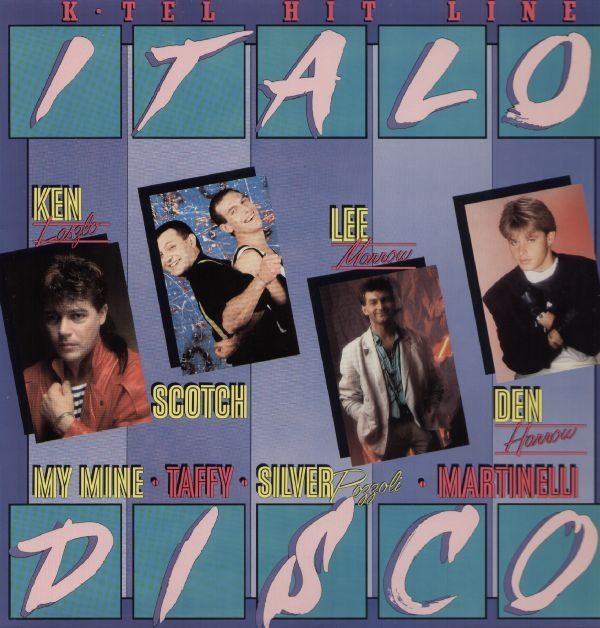 K·TEL HIT LINE
ITALO
KEN
Laszlo
LEE
Marrow
SCOTCH
DEN
Harrow
MY MINE · TAFFY · SILVER Pozzoli · MARTINELLI
DISCO